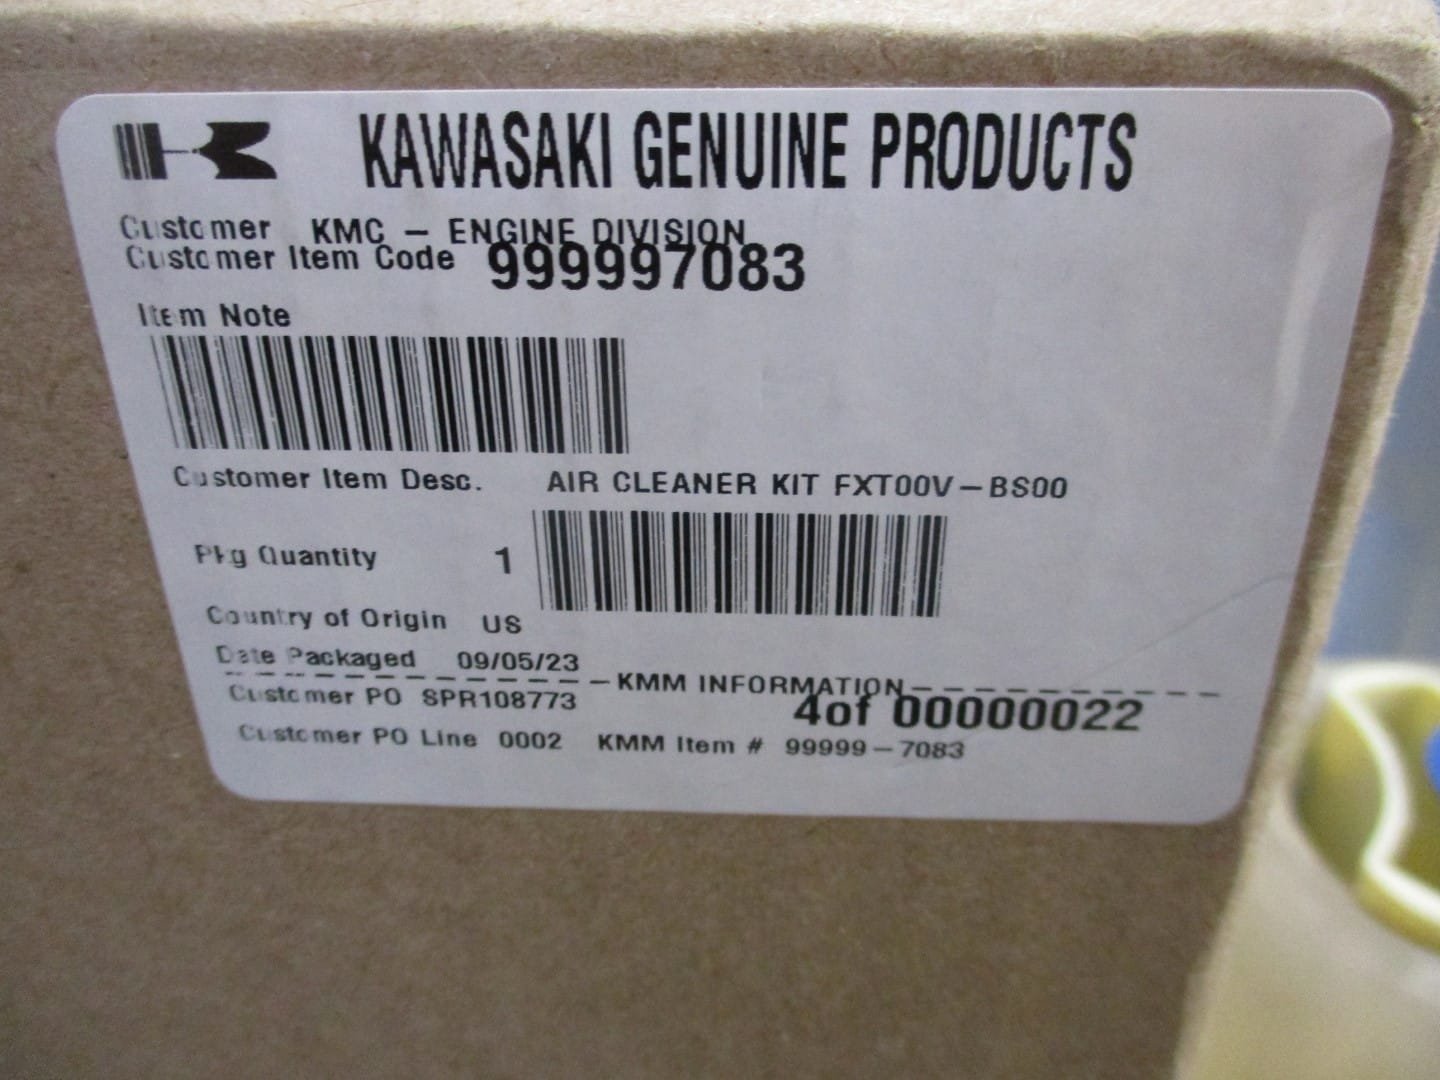 KAWASAKI GENUINE PRODUCTS
Customer KMC - ENGINE DIVISION
Customer Item Code 999997083
Item Note
Customer Item Desc. AIR CLEANER KIT FXT00V-BS00
Pkg Quantity 1
Country of Origin US
Date Packaged 09/05/23
KMM INFORMATION
Customer PO SPR108773 4of 00000022
Customer PO Line 0002 KMM Item # 99999-7083